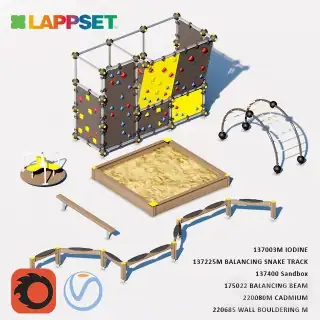 LAPPSET
137003M IODINE
137225M BALANCING SNAKE TRACK
137400 Sandbox
175022 BALANCING BEAM
220080M CADMIUM
220685 WALL BOULDERING M